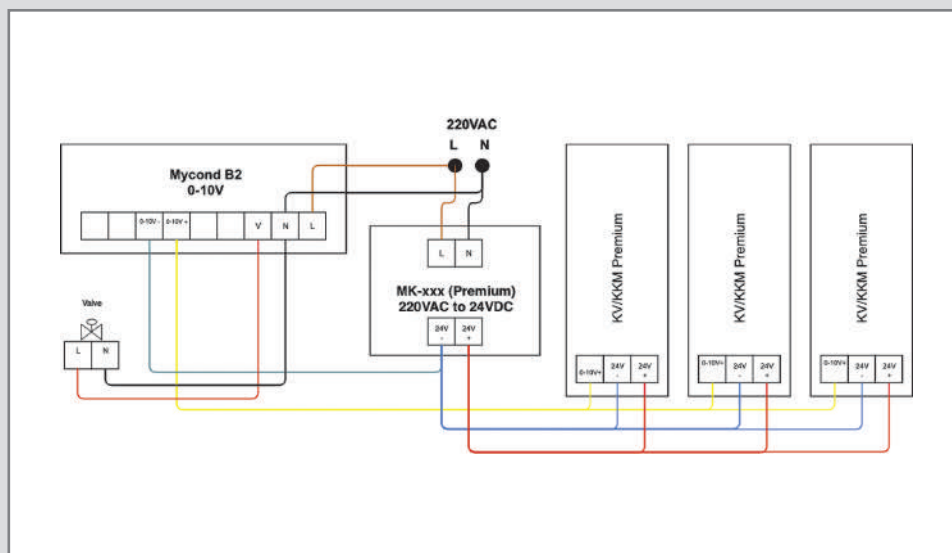 220VAC
L N
Mycond B2
0-10V
0-10V - 0-10V + V N L
Valve
L N
L N
MK-xxx (Premium)
220VAC to 24VDC
24V 24V
- +
KV/KKM Premium
0-10V+ 24V 24V
- +
KV/KKM Premium
0-10V+ 24V 24V
- +
KV/KKM Premium
0-10V+ 24V 24V
- +